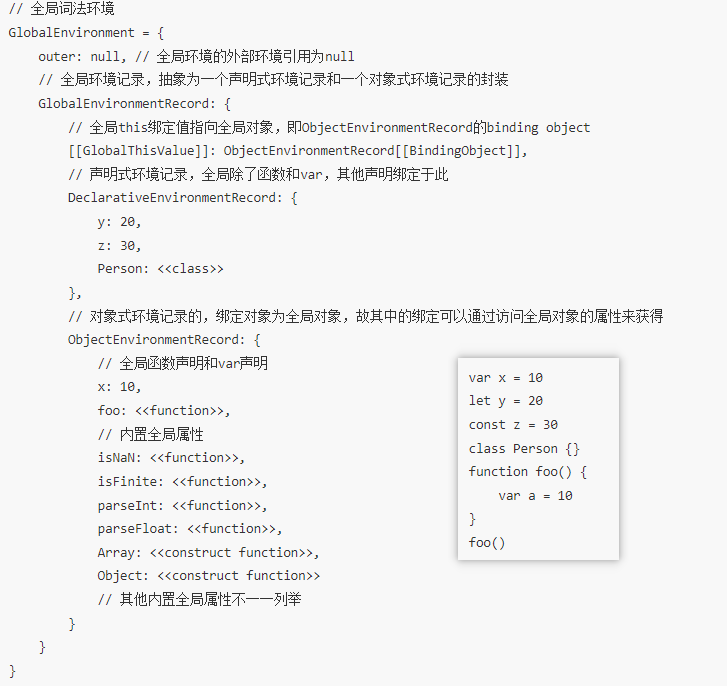 // 全局词法环境
GlobalEnvironment = {
    outer: null, // 全局环境的外部环境引用为null
    // 全局环境记录，抽象为一个声明式环境记录和一个对象式环境记录的封装
    GlobalEnvironmentRecord: {
        // 全局this绑定值指向全局对象，即ObjectEnvironmentRecord的binding object
        [[GlobalThisValue]]: ObjectEnvironmentRecord[[BindingObject]],
        // 声明式环境记录，全局除了函数和var，其他声明绑定于此
        DeclarativeEnvironmentRecord: {
            y: 20,
            z: 30,
            Person: <<class>>
        },
        // 对象式环境记录的，绑定对象为全局对象，故其中的绑定可以通过访问全局对象的属性来获得
        ObjectEnvironmentRecord: {
            // 全局函数声明和var声明
            x: 10,
            foo: <<function>>,
            // 内置全局属性
            isNaN: <<function>>,
            isFinite: <<function>>,
            parseInt: <<function>>,
            parseFloat: <<function>>,
            Array: <<construct function>>,
            Object: <<construct function>>
            // 其他内置全局属性不一一列举
        }
    }
}
var x = 10
let y = 20
const z = 30
class Person {}
function foo() {
    var a = 10
}
foo()